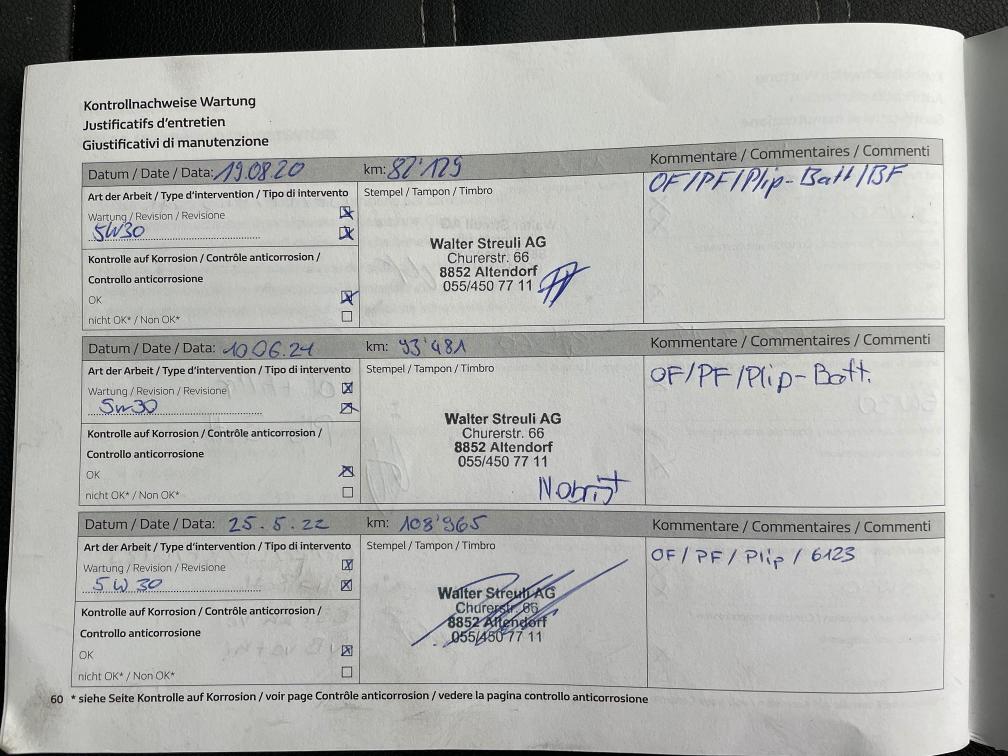 Kontrollnachweise Wartung
Justificatifs d'entretien
Giustificativi di manutenzione
Datum / Date / Data: 19.08.20 km: 82'129 Kommentare / Commentaires / Commenti
Art der Arbeit / Type d'intervention / Tipo di intervento Stempel / Tampon / Timbro OF/PF/Plip-Batt/BF
Wartung / Revision / Revisione
5W30
Kontrolle auf Korrosion / Contrôle anticorrosion /
Controllo anticorrosione
OK
nicht OK* / Non OK*
Walter Streuli AG
Churerstr. 66
8852 Altendorf
055/450 77 11
Datum / Date / Data: 10 06.21 km: 93'481 Kommentare / Commentaires / Commenti
Art der Arbeit / Type d'intervention / Tipo di intervento Stempel / Tampon / Timbro OF/PF/Plip-Batt.
Wartung / Revision / Revisione
5w30
Kontrolle auf Korrosion / Contrôle anticorrosion /
Controllo anticorrosione
OK
nicht OK* / Non OK*
Walter Streuli AG
Churerstr. 66
8852 Altendorf
055/450 77 11
Datum / Date / Data: 25.5.22 km: 108'965 Kommentare / Commentaires / Commenti
Art der Arbeit / Type d'intervention / Tipo di intervento Stempel / Tampon / Timbro OF / PF / Plip / 6123
Wartung / Revision / Revisione
5W30
Kontrolle auf Korrosion / Contrôle anticorrosion /
Controllo anticorrosione
OK
nicht OK* / Non OK*
Walter Streuli AG
Churerstr. 66
8852 Altendorf
055/450 77 11
60 * siehe Seite Kontrolle auf Korrosion / voir page Contrôle anticorrosion / vedere la pagina controllo anticorrosione